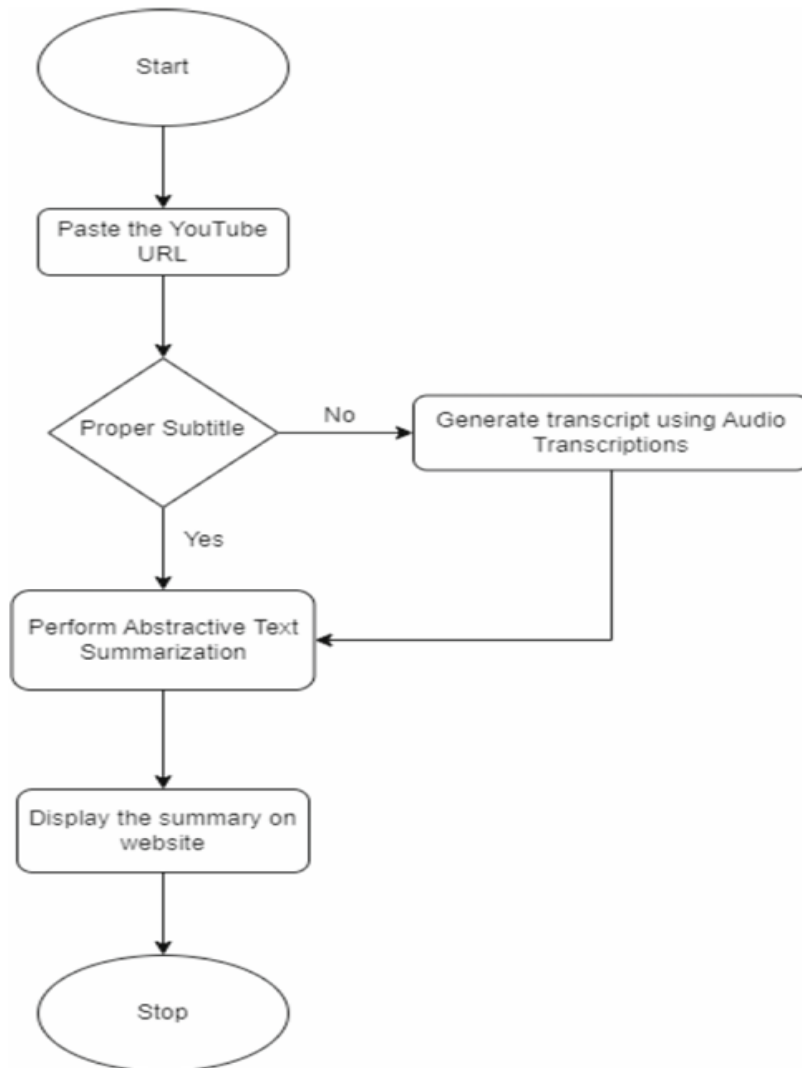 Start
Paste the YouTube
URL
Proper Subtitle
No
Generate transcript using Audio
Transcriptions
Yes
Perform Abstractive Text
Summarization
Display the summary on
website
Stop